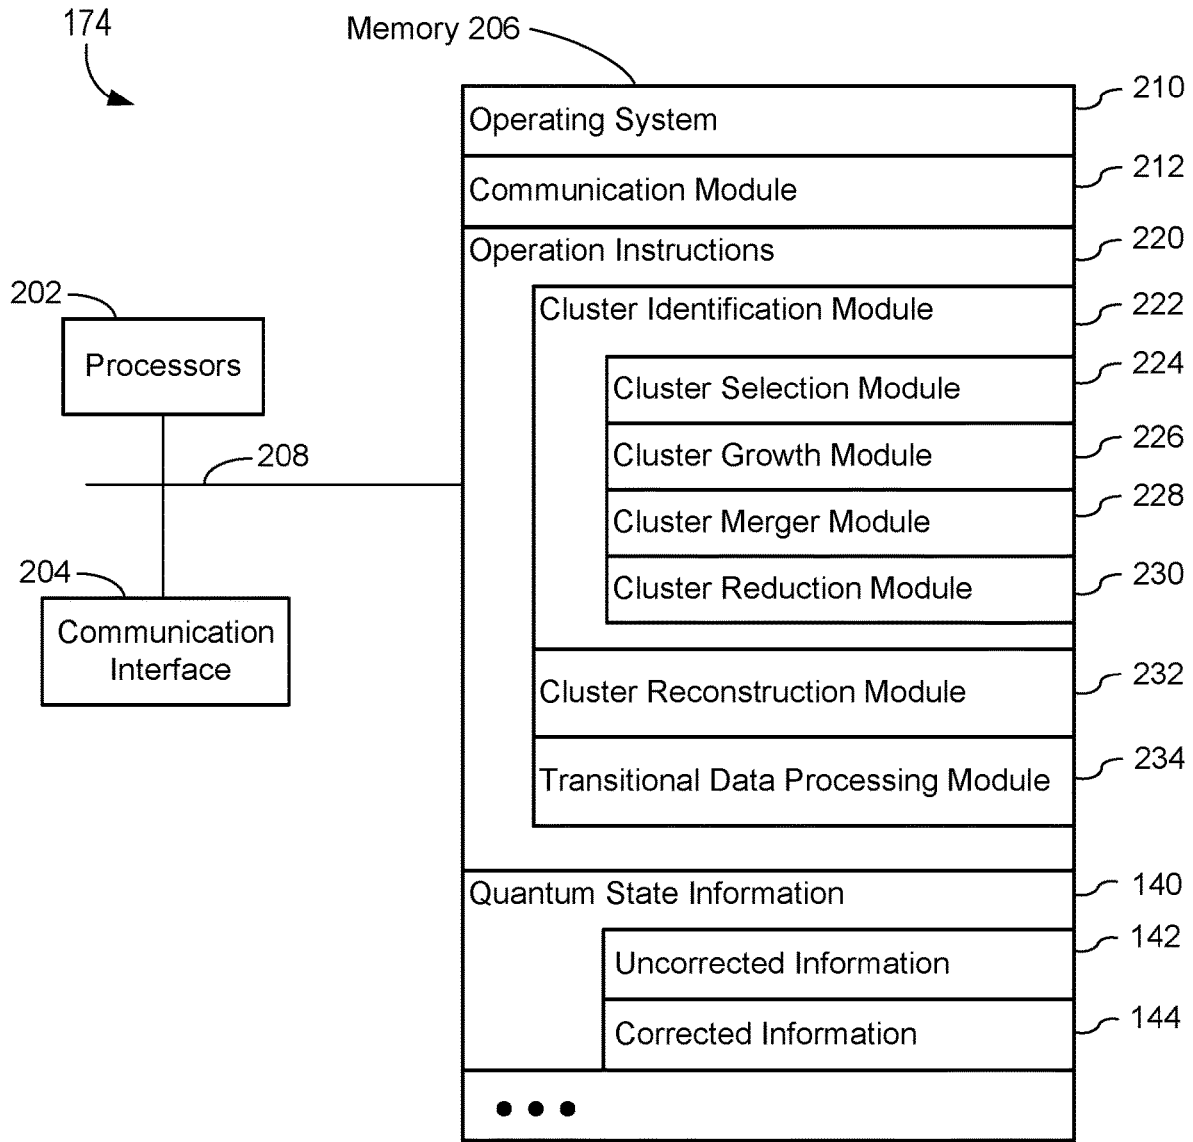 174
Memory 206
Operating System
210
Communication Module
212
Operation Instructions
220
Cluster Identification Module
222
Cluster Selection Module
224
Cluster Growth Module
226
Cluster Merger Module
228
Cluster Reduction Module
230
Cluster Reconstruction Module
232
Transitional Data Processing Module
234
Quantum State Information
140
Uncorrected Information
142
Corrected Information
144
202
Processors
208
204
Communication
Interface